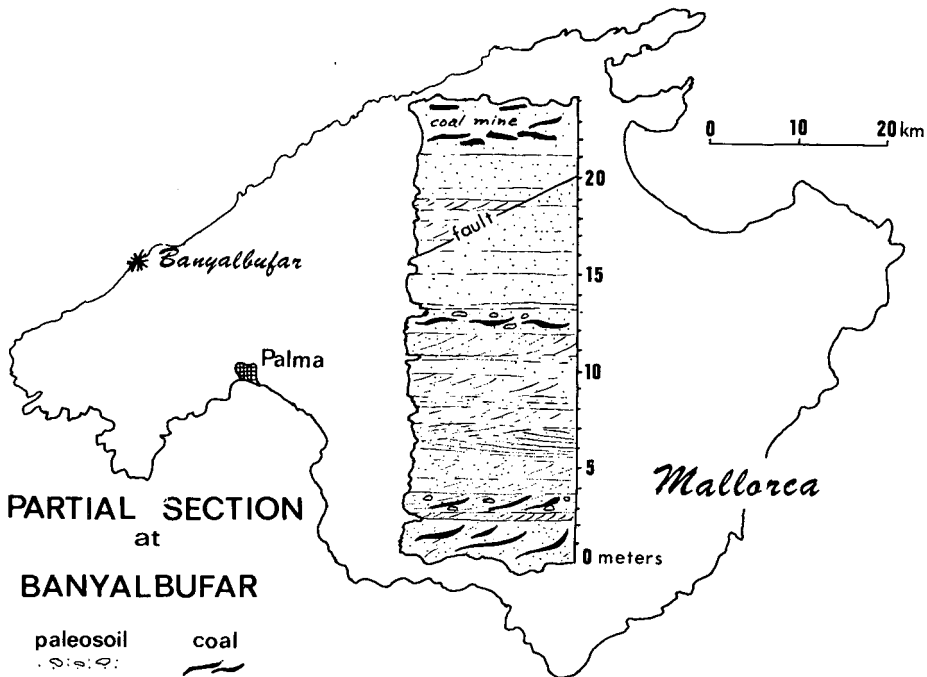 coal mine
0 10 20 km
20
fault
Banyalbufar
15
Palma
10
5
Mallorca
PARTIAL SECTION
at
0 meters
BANYALBUFAR
paleosoil coal